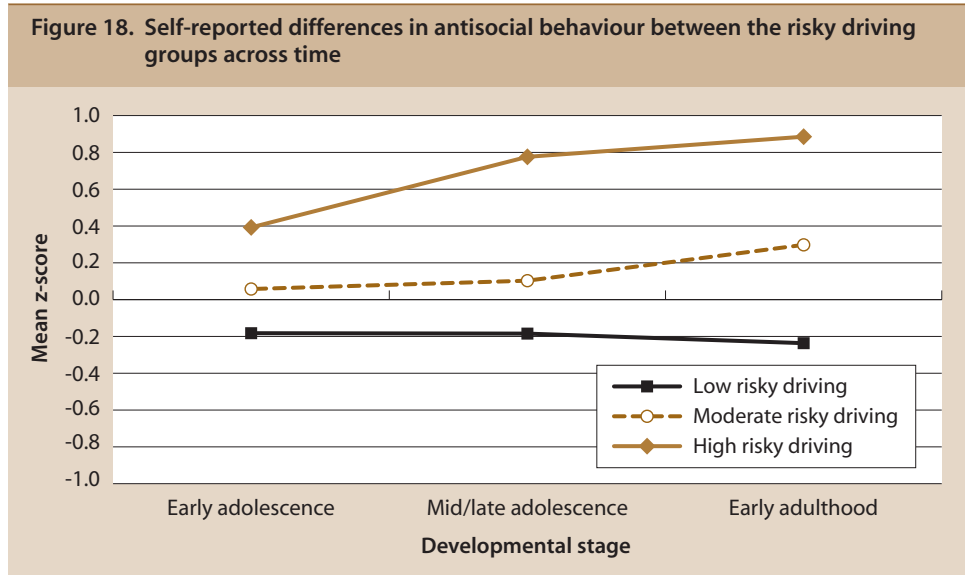 Figure 18. Self-reported differences in antisocial behaviour between the risky driving
groups across time
1.0
0.8
0.6
0.4
0.2
0.0
-0.2
-0.4
-0.6
-0.8
-1.0
Mean z-score
Low risky driving
Moderate risky driving
High risky driving
Early adolescence Mid/late adolescence Early adulthood
Developmental stage